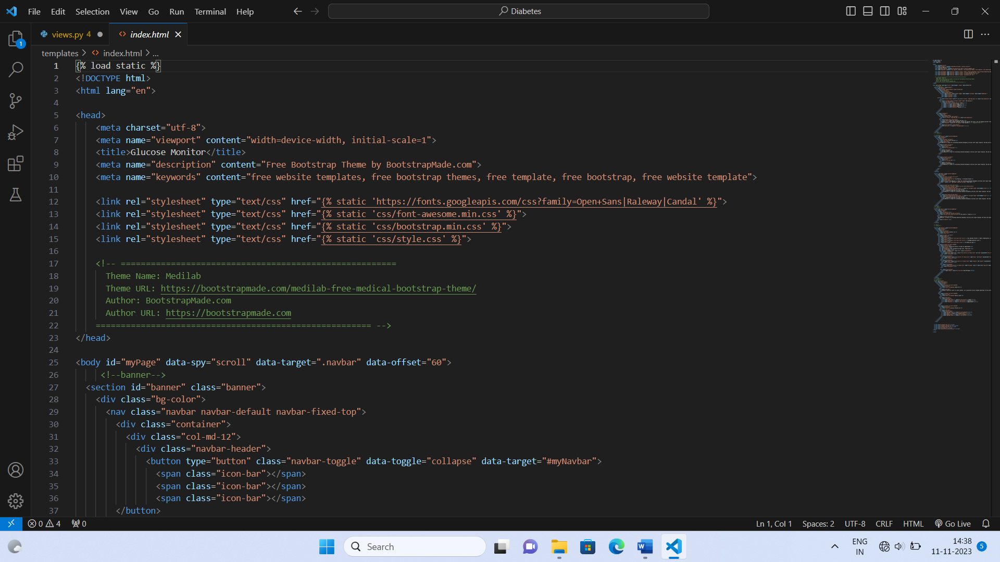 File Edit Selection View Go Run Terminal Help
Diabetes
views.py 4
index.html
templates > index.html > ...
1 {% load static %}
2 <!DOCTYPE html>
3 <html lang="en">
4
5 <head>
6 <meta charset="utf-8">
7 <meta name="viewport" content="width=device-width, initial-scale=1">
8 <title>Glucose Monitor</title>
9 <meta name="description" content="Free Bootstrap Theme by BootstrapMade.com">
10 <meta name="keywords" content="free website templates, free bootstrap themes, free template, free bootstrap, free website template">
11
12 <link rel="stylesheet" type="text/css" href="{% static 'https://fonts.googleapis.com/css?family=Open+Sans|Raleway|Candal' %}">
13 <link rel="stylesheet" type="text/css" href="{% static 'css/font-awesome.min.css' %}">
14 <link rel="stylesheet" type="text/css" href="{% static 'css/bootstrap.min.css' %}">
15 <link rel="stylesheet" type="text/css" href="{% static 'css/style.css' %}">
16
17 <!-- =======================================================
18 Theme Name: Medilab
19 Theme URL: https://bootstrapmade.com/medilab-free-medical-bootstrap-theme/
20 Author: BootstrapMade.com
21 Author URL: https://bootstrapmade.com
22 ======================================================= -->
23 </head>
24
25 <body id="myPage" data-spy="scroll" data-target=".navbar" data-offset="60">
26 <!--banner-->
27 <section id="banner" class="banner">
28 <div class="bg-color">
29 <nav class="navbar navbar-default navbar-fixed-top">
30 <div class="container">
31 <div class="col-md-12">
32 <div class="navbar-header">
33 <button type="button" class="navbar-toggle" data-toggle="collapse" data-target="#myNavbar">
34 <span class="icon-bar"></span>
35 <span class="icon-bar"></span>
36 <span class="icon-bar"></span>
37 </button>
1
0 4 0
Ln 1, Col 1 Spaces: 2 UTF-8 CRLF HTML Go Live
Search
ENG
IN
14:38
11-11-2023
5